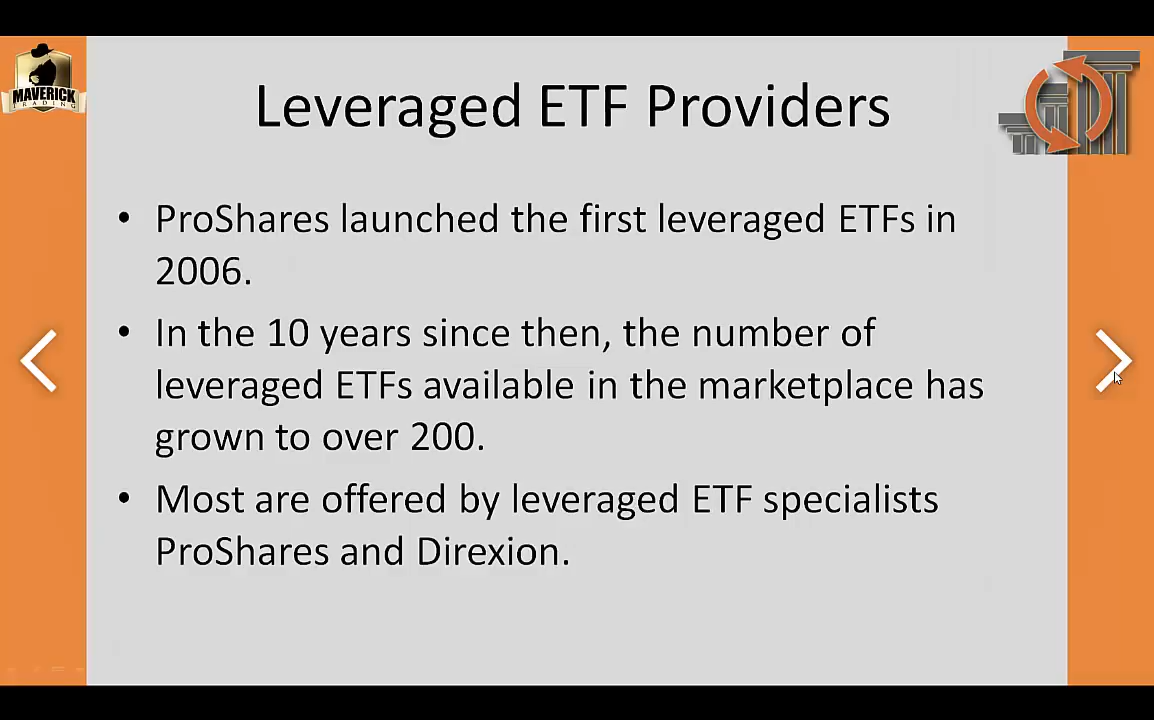 MAVERICK
TRADING
Leveraged ETF Providers
• ProShares launched the first leveraged ETFs in
2006.
• In the 10 years since then, the number of
leveraged ETFs available in the marketplace has
grown to over 200.
• Most are offered by leveraged ETF specialists
ProShares and Direxion.